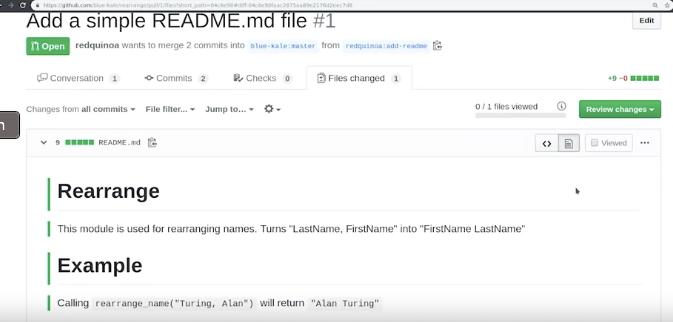 Add a simple README.md file #1
Edit
Open redquinoa wants to merge 2 commits into blue-kale:master from redquinoa:add-readme
Conversation 1 Commits 2 Checks 0 Files changed 1 +9 −0
Changes from all commits File filter... Jump to... 0 / 1 files viewed Review changes
9 README.md Viewed
Rearrange
This module is used for rearranging names. Turns "LastName, FirstName" into "FirstName LastName"
Example
Calling rearrange_name("Turing, Alan") will return "Alan Turing"